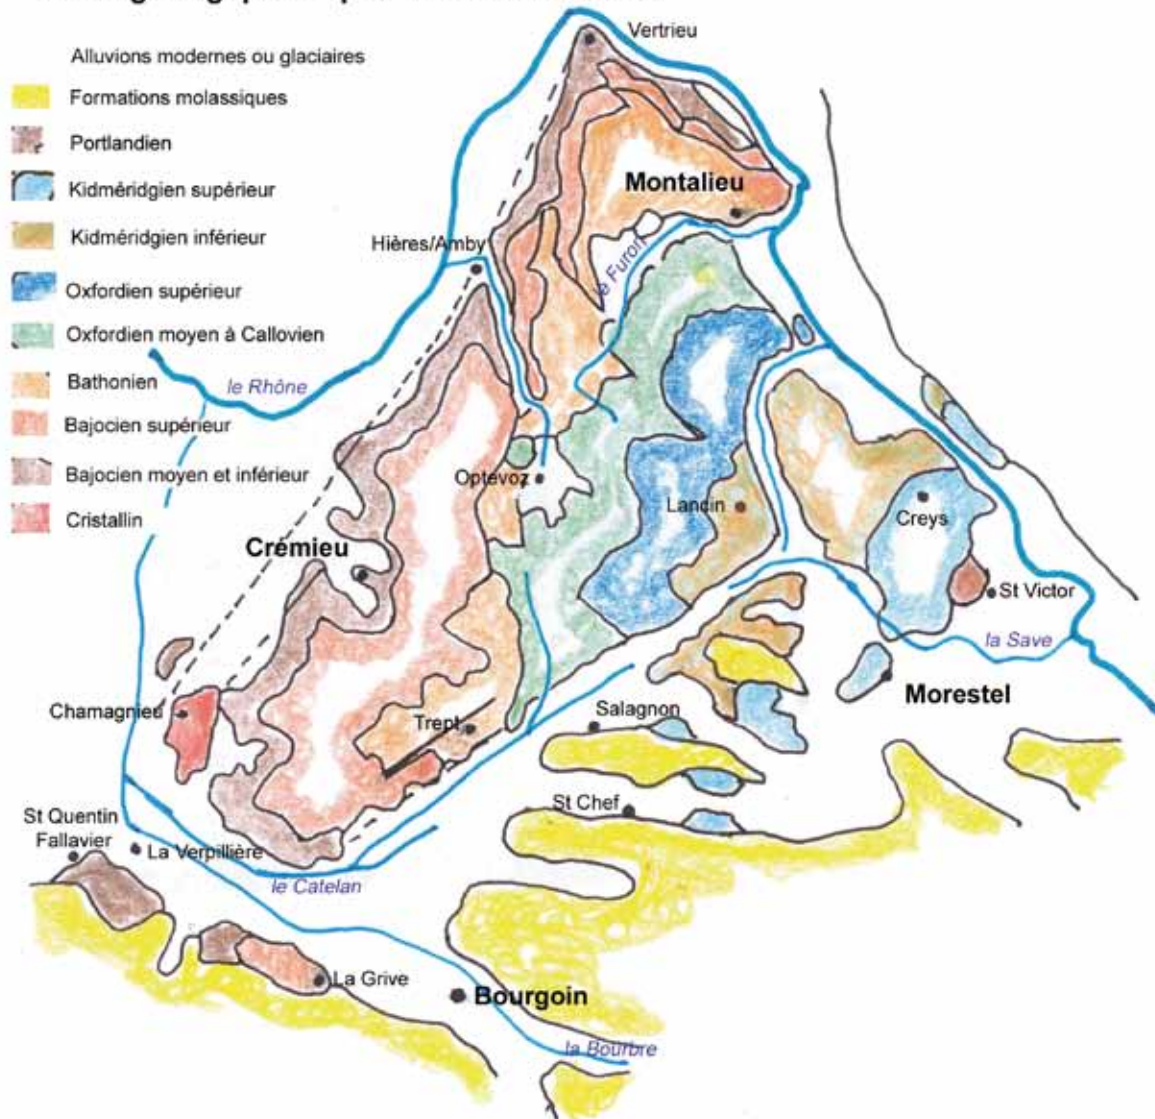 Vertrieu
Alluvions modernes ou glaciaires
Formations molassiques
Portlandien
Kidméridgien supérieur
Kidméridgien inférieur
Oxfordien supérieur
Oxfordien moyen à Callovien
Bathonien
Bajocien supérieur
Bajocien moyen et inférieur
Cristallin
Montalieu
Hières/Amby
le Furon
le Rhône
Optevoz
Lancin
Creys
Crémieu
St Victor
la Save
Chamagnieu
Morestel
Trept
Salagnon
St Chef
St Quentin
Fallavier
La Verpillière
le Catelan
La Grive
Bourgoin
la Bourbre